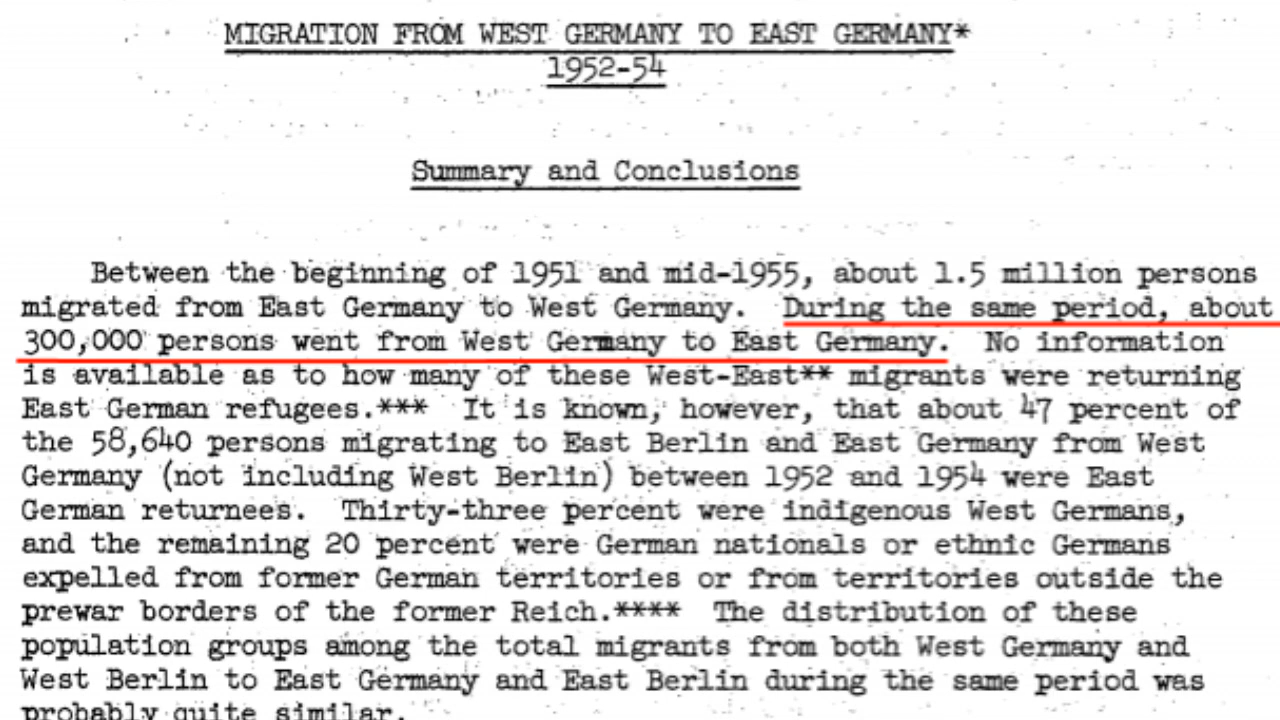 MIGRATION FROM WEST GERMANY TO EAST GERMANY*
1952-54
Summary and Conclusions
Between the beginning of 1951 and mid-1955, about 1.5 million persons
migrated from East Germany to West Germany. During the same period, about
300,000 persons went from West Germany to East Germany. No information
is available as to how many of these West-East** migrants were returning
East German refugees.*** It is known, however, that about 47 percent of
the 58,640 persons migrating to East Berlin and East Germany from West
Germany (not including West Berlin) between 1952 and 1954 were East
German returnees. Thirty-three percent were indigenous West Germans,
and the remaining 20 percent were German nationals or ethnic Germans
expelled from former German territories or from territories outside the
prewar borders of the former Reich.**** The distribution of these
population groups among the total migrants from both West Germany and
West Berlin to East Germany and East Berlin during the same period was
probably quite similar.